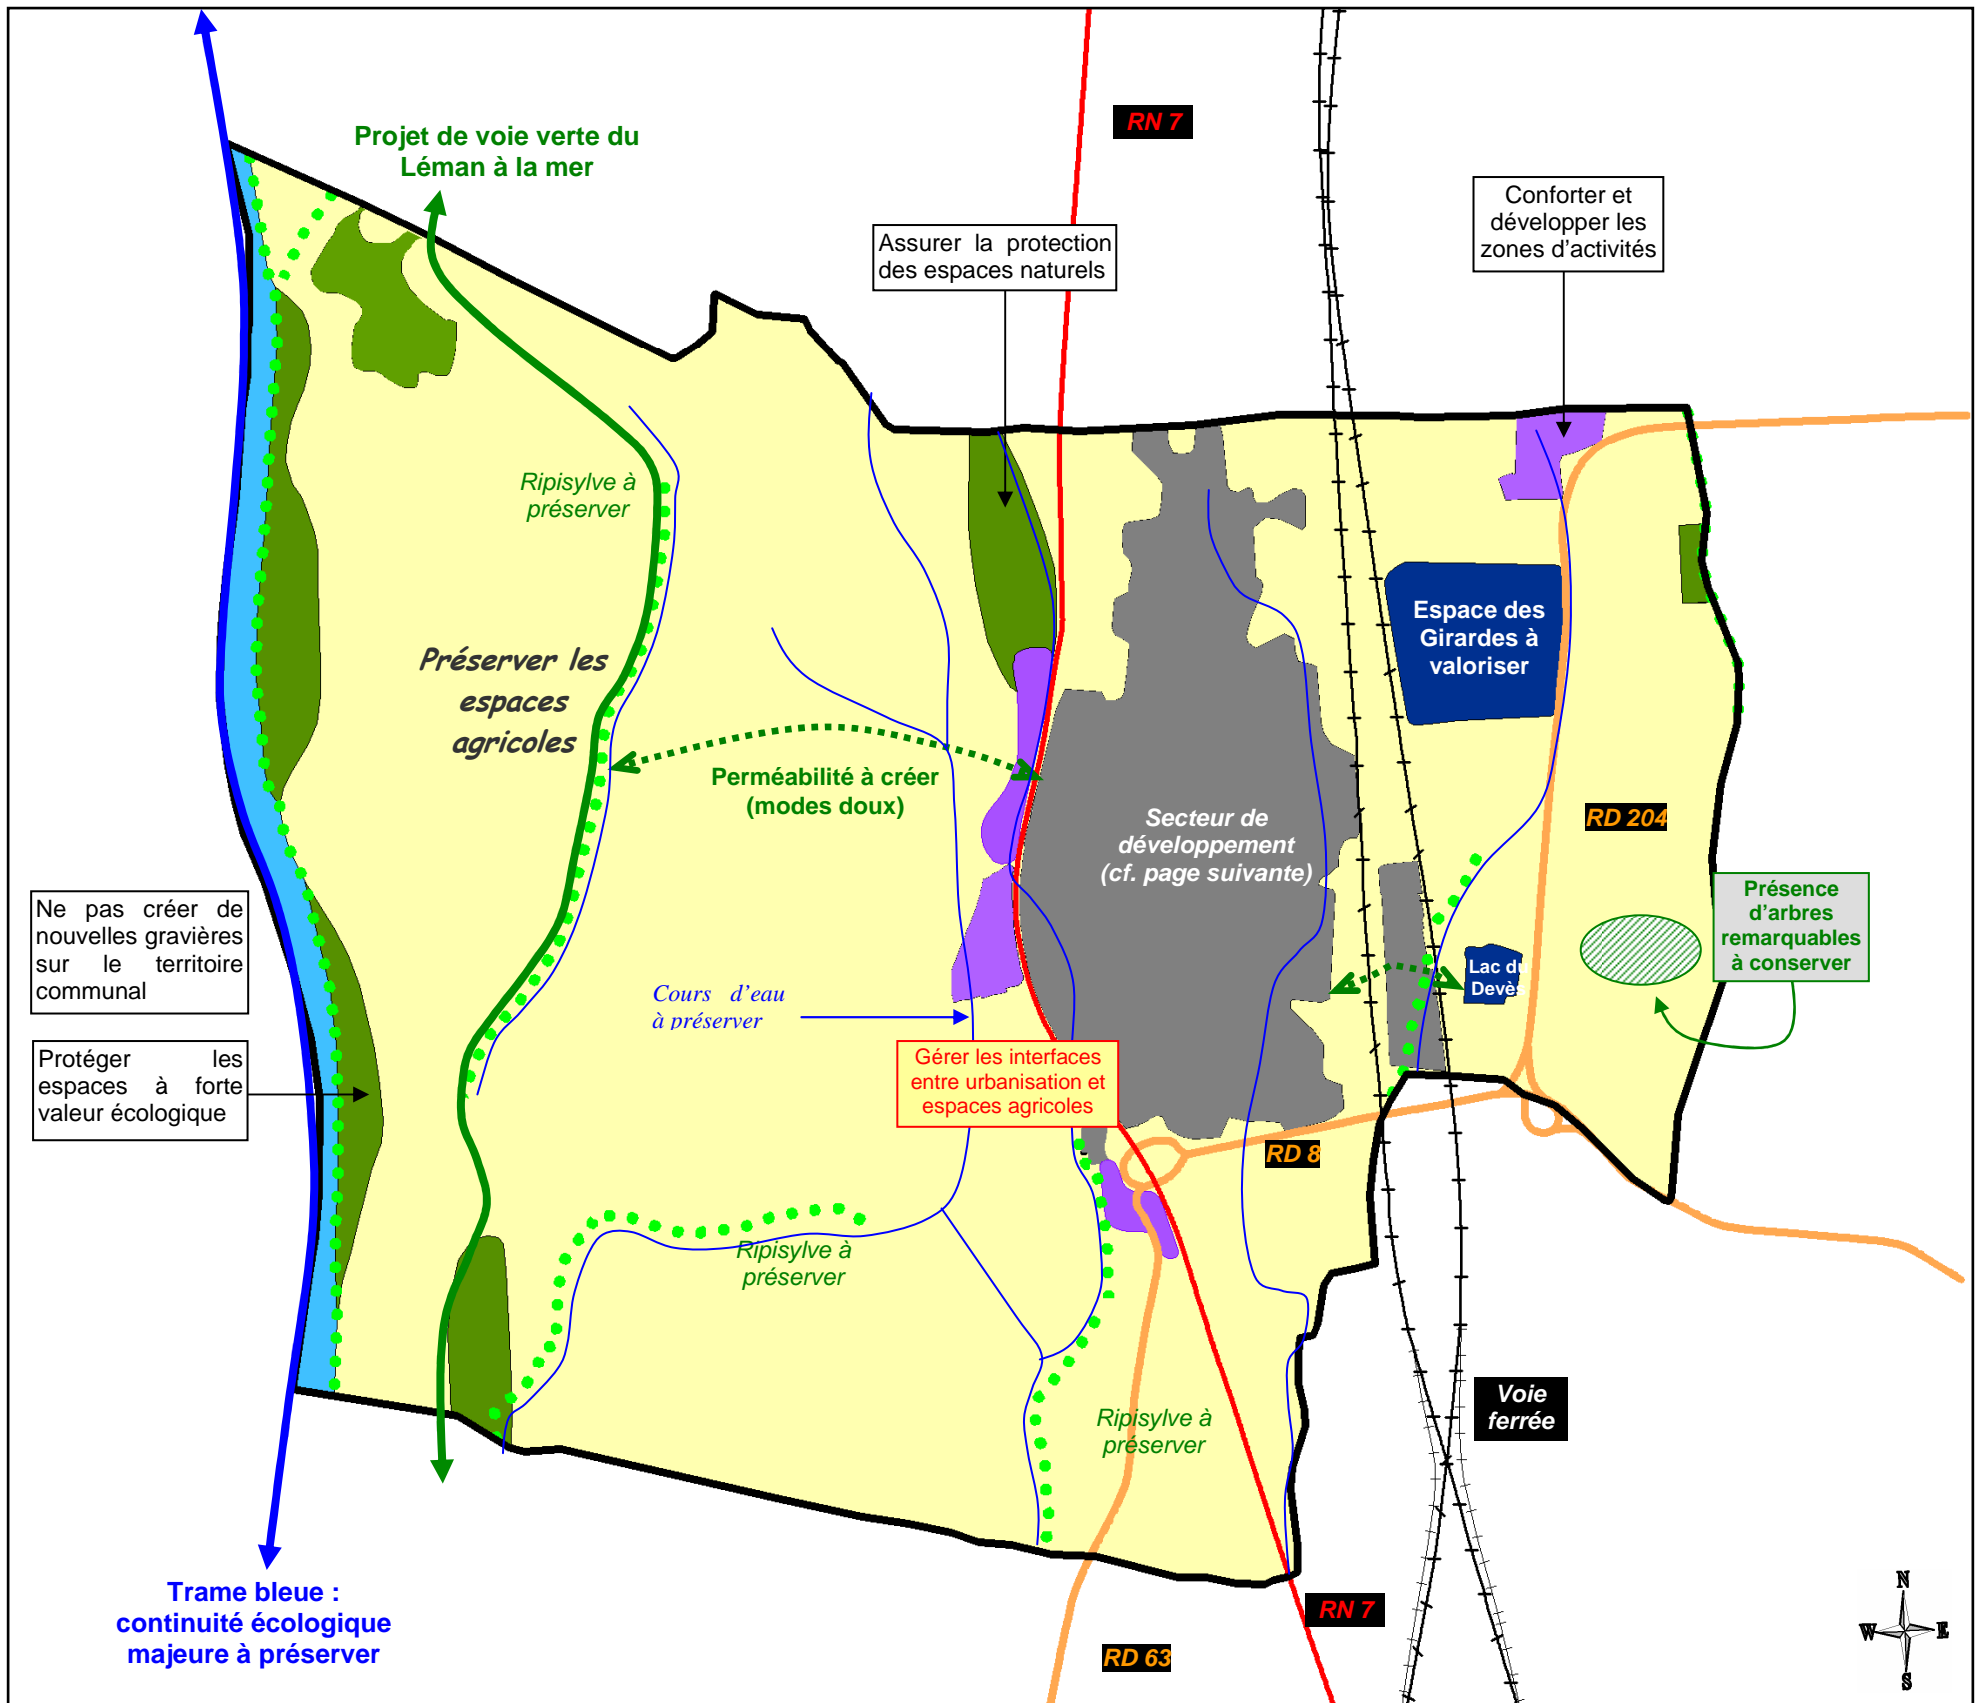 RN 7
Projet de voie verte du
Léman à la mer
Conforter et
développer les
zones d'activités
Assurer la protection
des espaces naturels
Ripisylve à
préserver
Espace des
Girardes à
valoriser
Préserver les
espaces
agricoles
Perméabilité à créer
(modes doux)
Secteur de
développement
(cf. page suivante)
RD 204
Ne pas créer de
nouvelles gravières
sur le territoire
communal
Présence
d'arbres
remarquables
à conserver
Lac du
Devès
Cours d'eau
à préserver
Protéger les
espaces à forte
valeur écologique
Gérer les interfaces
entre urbanisation et
espaces agricoles
RD 8
Ripisylve à
préserver
Voie
ferrée
Ripisylve à
préserver
Trame bleue :
continuité écologique
majeure à préserver
RN 7
RD 63
N
W E
S